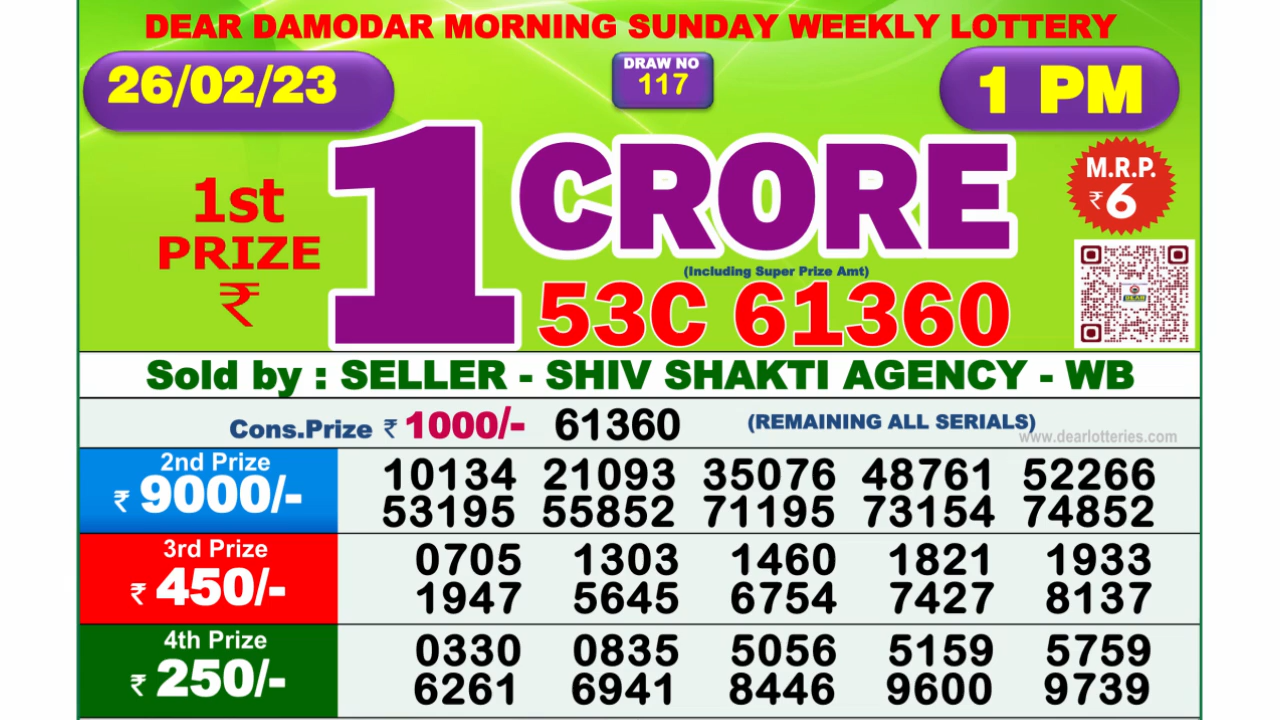 DEAR DAMODAR MORNING SUNDAY WEEKLY LOTTERY
26/02/23
DRAW NO
117
1 PM
1st
PRIZE
₹
1 CRORE
(Including Super Prize Amt)
53C 61360
M.R.P.
₹ 6
DEAR
Sold by : SELLER - SHIV SHAKTI AGENCY - WB
Cons.Prize ₹ 1000/- 61360 (REMAINING ALL SERIALS)
www.dearlotteries.com
2nd Prize
₹ 9000/-
10134 21093 35076 48761 52266
53195 55852 71195 73154 74852
3rd Prize
₹ 450/-
0705 1303 1460 1821 1933
1947 5645 6754 7427 8137
4th Prize
₹ 250/-
0330 0835 5056 5159 5759
6261 6941 8446 9600 9739